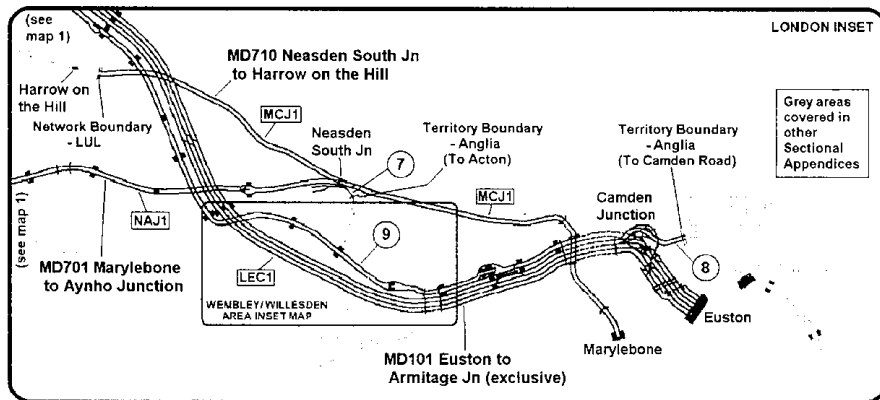 (see
map 1)
LONDON INSET
MD710 Neasden South Jn
to Harrow on the Hill
Harrow
on the Hill
Network Boundary
- LUL
MCJ1
Neasden
South Jn
7
Territory Boundary
- Anglia
(To Acton)
Territory Boundary
- Anglia
(To Camden Road)
Grey areas
covered in
other
Sectional
Appendices
MCJ1
Camden
Junction
NAJ1
(see map 1)
9
8
MD701 Marylebone
to Aynho Junction
LEC1
WEMBLEY/WILLESDEN
AREA INSET MAP
Euston
Marylebone
MD101 Euston to
Armitage Jn (exclusive)